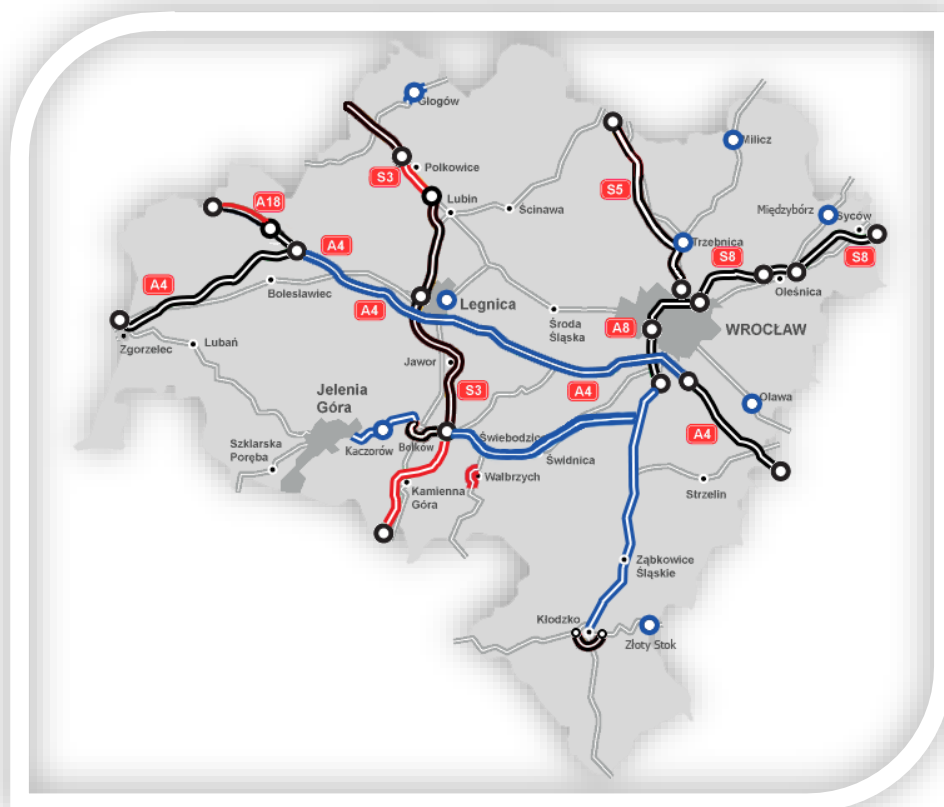 Głogów
Milicz
S3
Polkowice
S5
Międzybórz
Syców
A18
Lubin
Ścinawa
Trzebnica
S8
S8
A4
A4
Bolesławiec
Oleśnica
A4
Legnica
Środa
Śląska
A8
WROCŁAW
Zgorzelec
Lubań
Jawor
Jelenia
Góra
S3
A4
Oława
Szklarska
Poręba
Kaczorów
Bolków
Świebodzice
Świdnica
A4
Kamienna
Góra
Wałbrzych
Strzelin
Ząbkowice
Śląskie
Kłodzko
Złoty Stok